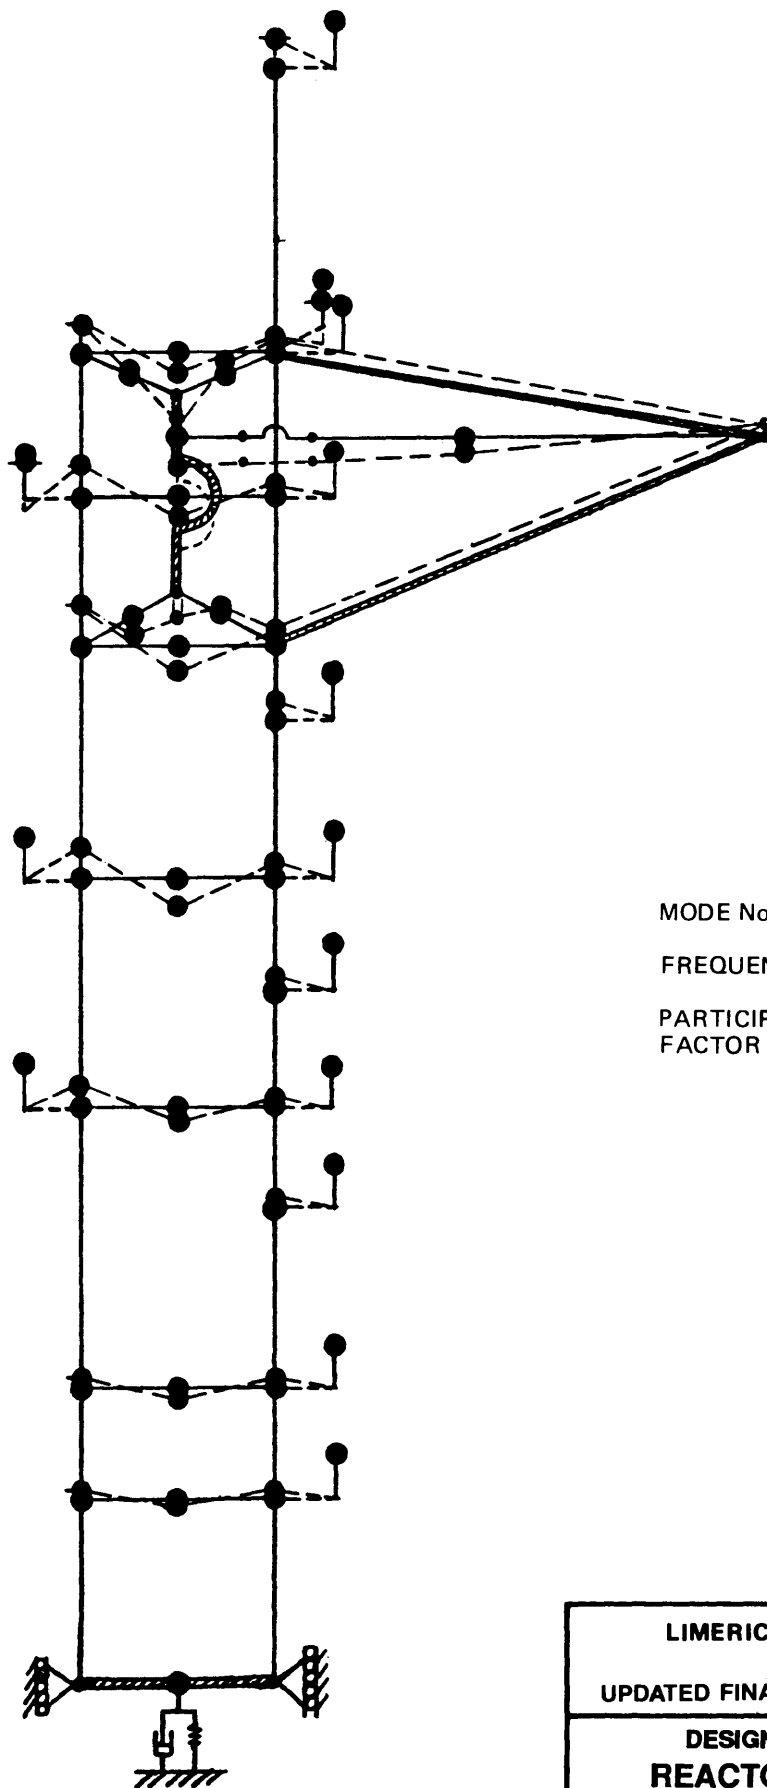 MODE No
FREQUEN
PARTICIP
FACTOR
LIMERIC
UPDATED FINA
DESIGN
REACTO